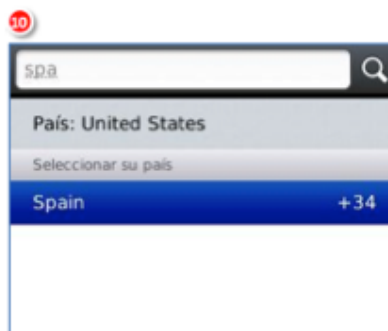 10
spa
País: United States
Seleccionar su país
Spain +34